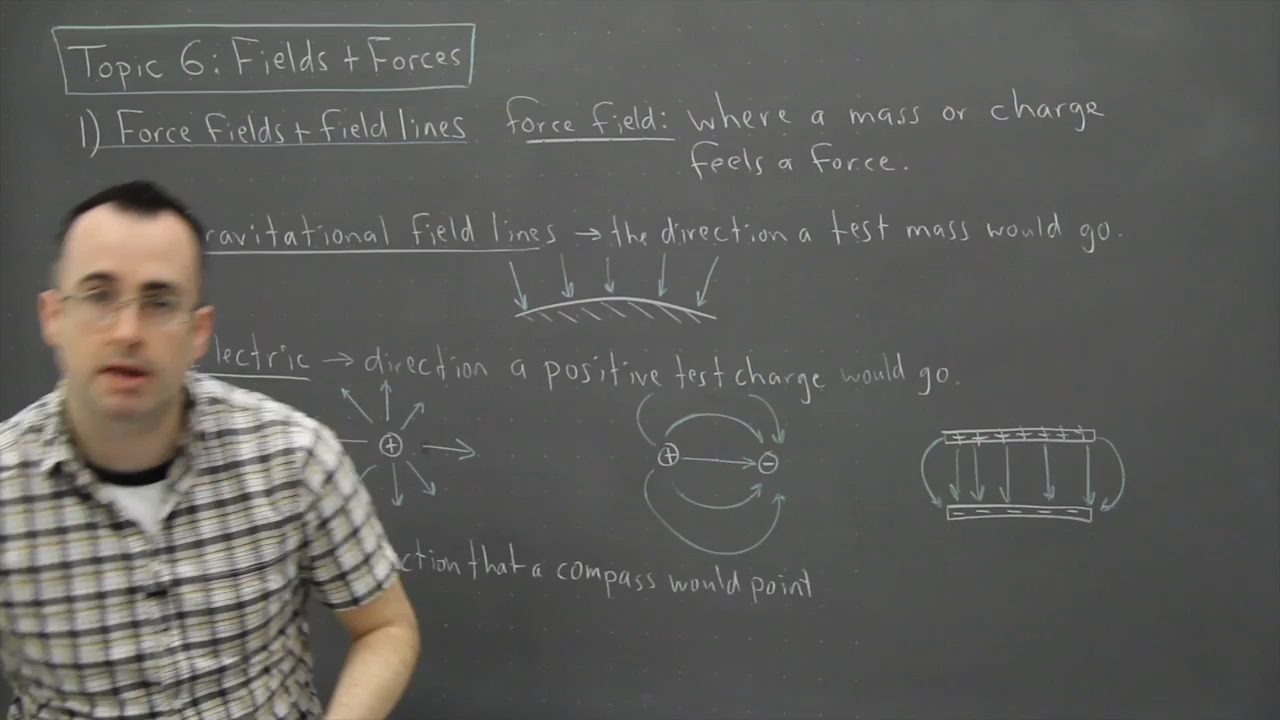 Topic 6: Fields + Forces
1) Force fields + field lines force field: where a mass or charge
feels a force.
ravitational field lines → the direction a test mass would go.
lectric → direction a positive test charge would go.
+ + - + + + + + +
- - - - -
ction that a compass would point